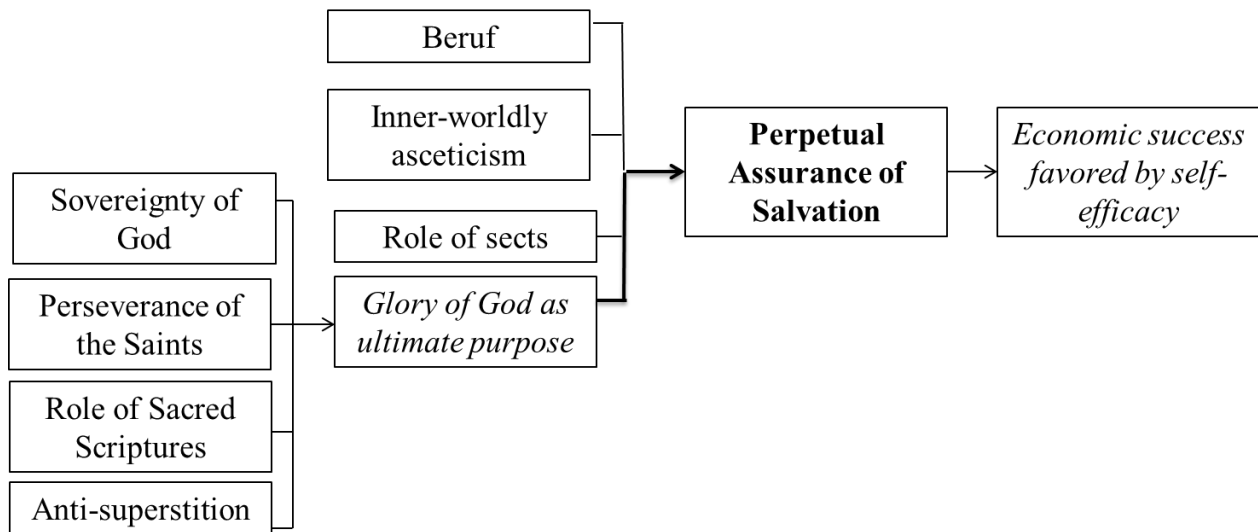 Beruf
Inner-worldly
asceticism
Role of sects
Glory of God as
ultimate purpose
Sovereignty of
God
Perseverance of
the Saints
Role of Sacred
Scriptures
Anti-superstition
Perpetual
Assurance of
Salvation
Economic success
favored by self-
efficacy